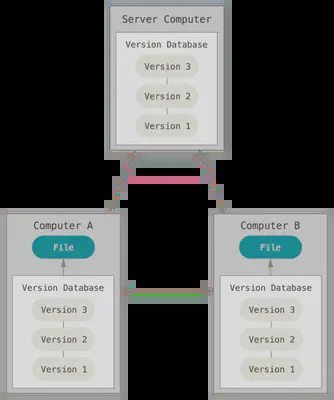 Server Computer
Version Database
Version 3
Version 2
Version 1
Computer A
File
Version Database
Version 3
Version 2
Version 1
Computer B
File
Version Database
Version 3
Version 2
Version 1